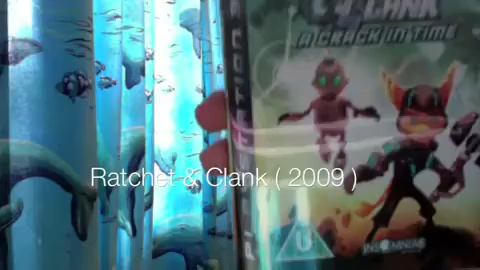 & CLANK
A CRACK IN TIME
Ratchet & Clank ( 2009 )
U
INSOMNIAC